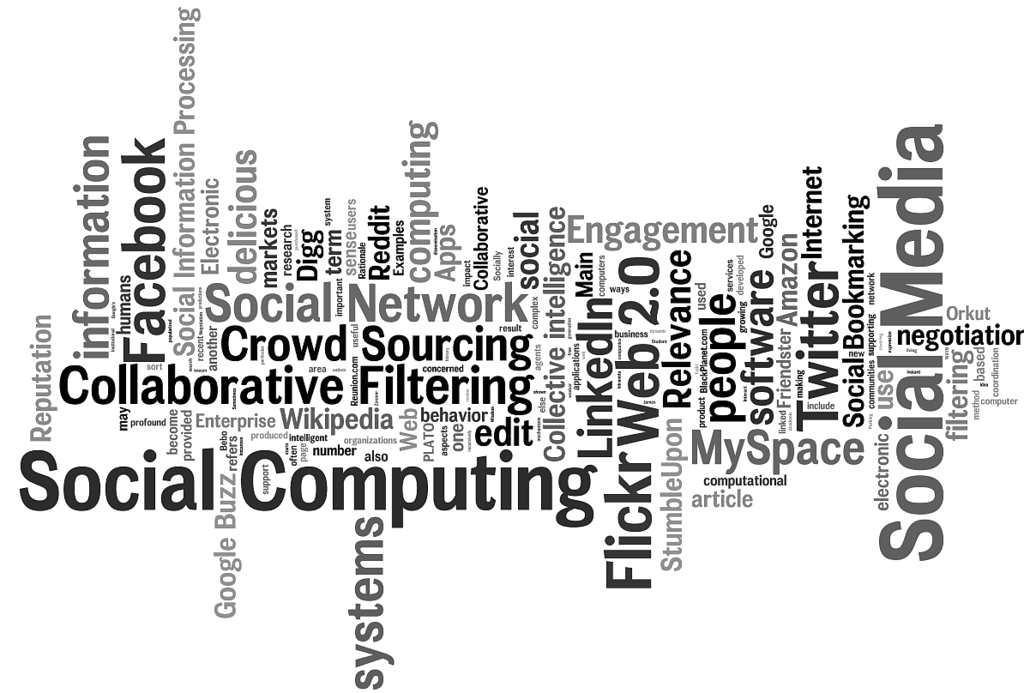 Social Information Processing
information
Facebook
humans
Electronic
delicious
markets
research
Digg
system
term
sense
users
Rationale
Reddit
Examples
computing
Apps
impact
Collaborative
Socially
interest
social
Collective intelligence
Engagement
Main
computers
ways
Google
Internet
Social Media
Reputation
sort
recent
another
Social Network
important
complex
Crowd Sourcing
result
useful
area
Reunion.com
concerned
Collaborative Filtering
blog
agents
applications
LinkedIn
business
Flickr
Web 2.0
Relevance
used
services
developed
growing
BlackPlanet.com
product
people
software
Amazon
Friendster
linked
making
Twitter
include
Social
new
Bookmarking
network
supporting
communities
use
electronic
Orkut
negotiation
filtering
based
method
coordination
computer
may
profound
become
provided
Enterprise
Wikipedia
Web
PLATO
behavior
aspects
one
edit
else
Bebo
refers
produced
intelligent
organizations
often
page
number
also
support
Social Computing
Google Buzz
systems
StumbleUpon
MySpace
computational
article